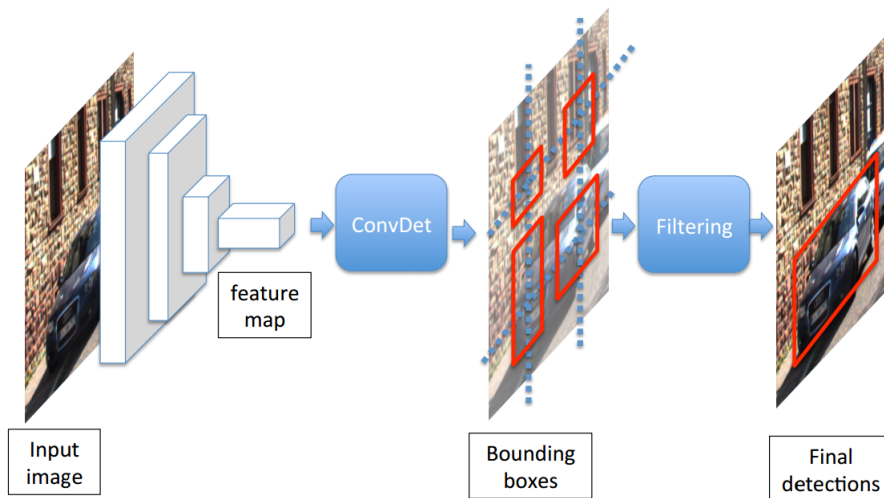 ConvDet
Filtering
feature
map
Input
image
Bounding
boxes
Final
detections